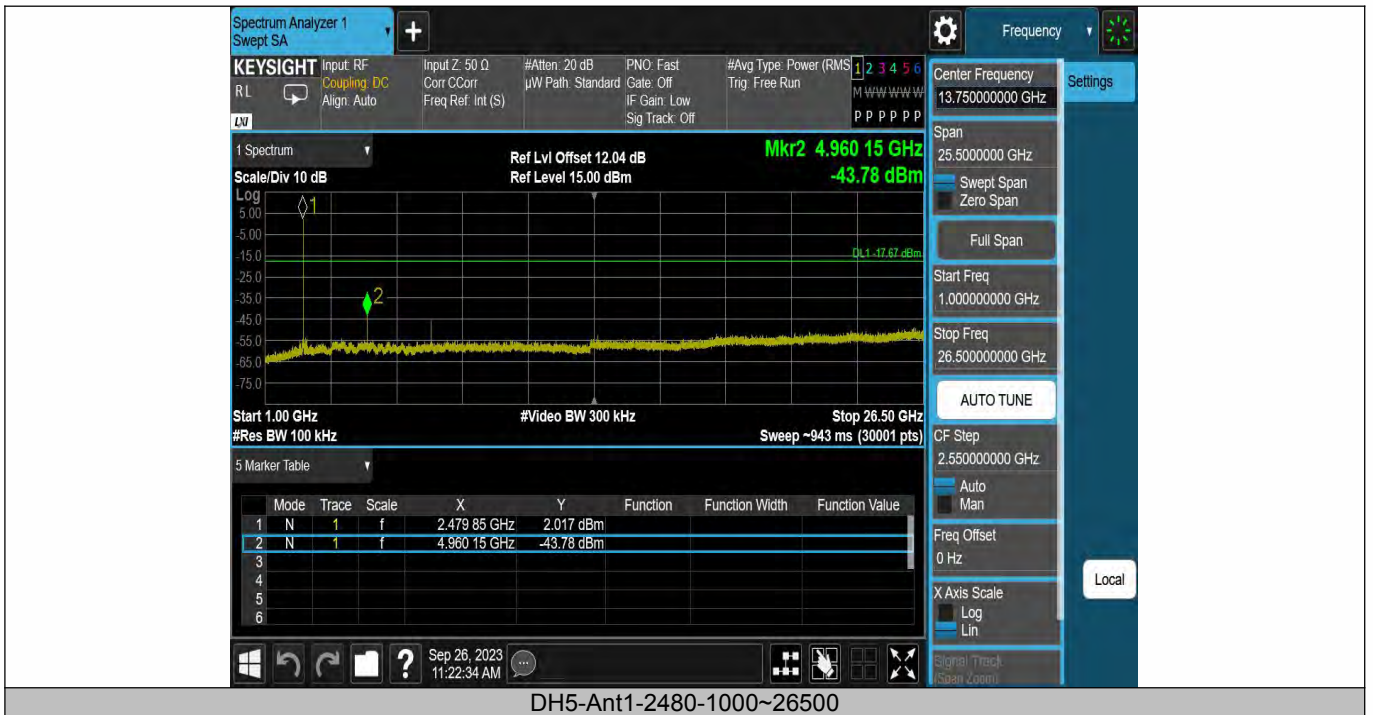 Spectrum Analyzer 1
Swept SA
+
Frequency
KEYSIGHT
RL
LXI
Input: RF
Coupling: DC
Align: Auto
Input Z: 50 Ω
Corr CCorr
Freq Ref: Int (S)
#Atten: 20 dB
µW Path: Standard
PNO: Fast
Gate: Off
IF Gain: Low
Sig Track: Off
#Avg Type: Power (RMS
Trig: Free Run
1 2 3 4 5 6
M W W W W W
P P P P P P
1 Spectrum
Scale/Div 10 dB
Ref Lvl Offset 12.04 dB
Ref Level 15.00 dBm
Mkr2 4.960 15 GHz
-43.78 dBm
Log
5.00
-5.00
-15.0
-25.0
-35.0
-45.0
-55.0
-65.0
-75.0
1
2
DL1 -17.67 dBm
Start 1.00 GHz
#Res BW 100 kHz
#Video BW 300 kHz
Stop 26.50 GHz
Sweep ~943 ms (30001 pts)
5 Marker Table
Mode Trace Scale X Y Function Function Width Function Value
1 N 1 f 2.479 85 GHz 2.017 dBm
2 N 1 f 4.960 15 GHz -43.78 dBm
3
4
5
6
Center Frequency
13.750000000 GHz
Settings
Span
25.5000000 GHz
Swept Span
Zero Span
Full Span
Start Freq
1.000000000 GHz
Stop Freq
26.500000000 GHz
AUTO TUNE
CF Step
2.550000000 GHz
Auto
Man
Freq Offset
0 Hz
X Axis Scale
Log
Lin
Signal Track
(Span Zoom)
Local
?
Sep 26, 2023
11:22:34 AM
DH5-Ant1-2480-1000~26500